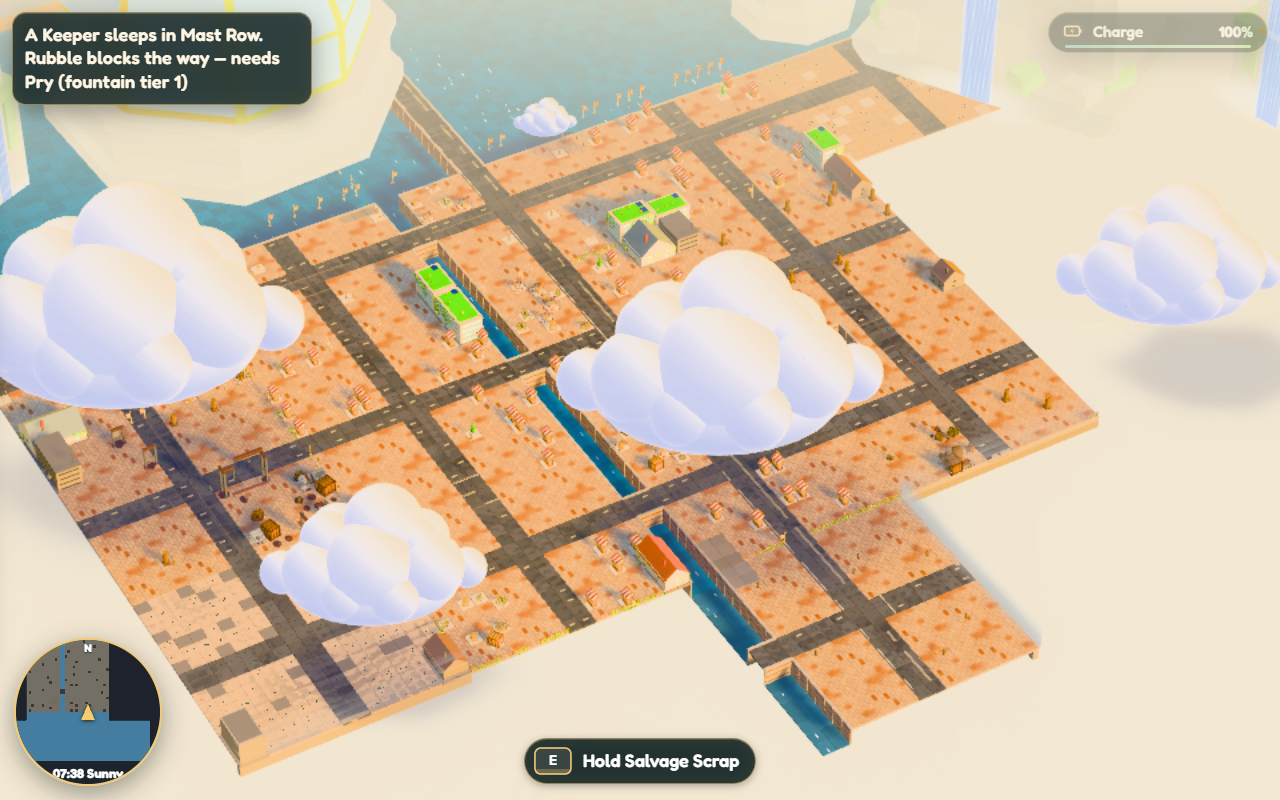 A Keeper sleeps in Mast Row.
Rubble blocks the way — needs
Pry (fountain tier 1)
Charge 100%
N
07:38 Sunny
E Hold Salvage Scrap